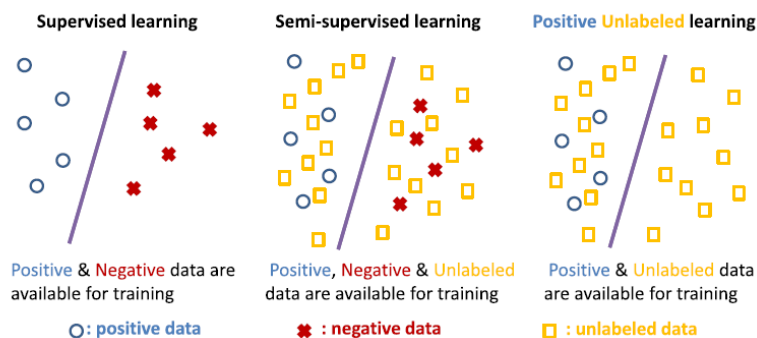 Supervised learning
Semi-supervised learning
Positive Unlabeled learning
Positive & Negative data are
available for training
Positive, Negative & Unlabeled
data are available for training
Positive & Unlabeled data
are available for training
: positive data
: negative data
: unlabeled data